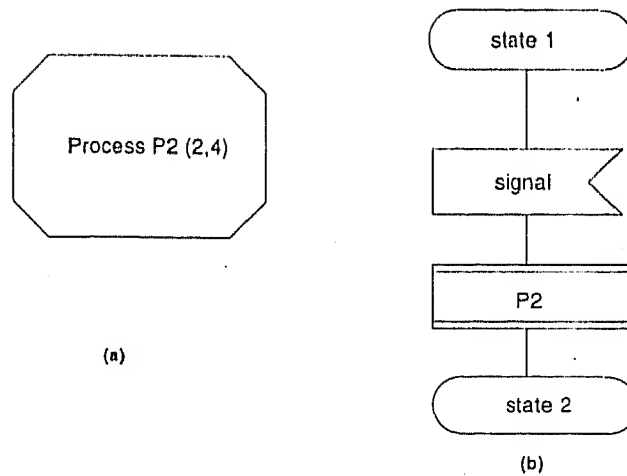 Process P2 (2,4)
(a)
state 1
signal
P2
state 2
(b)